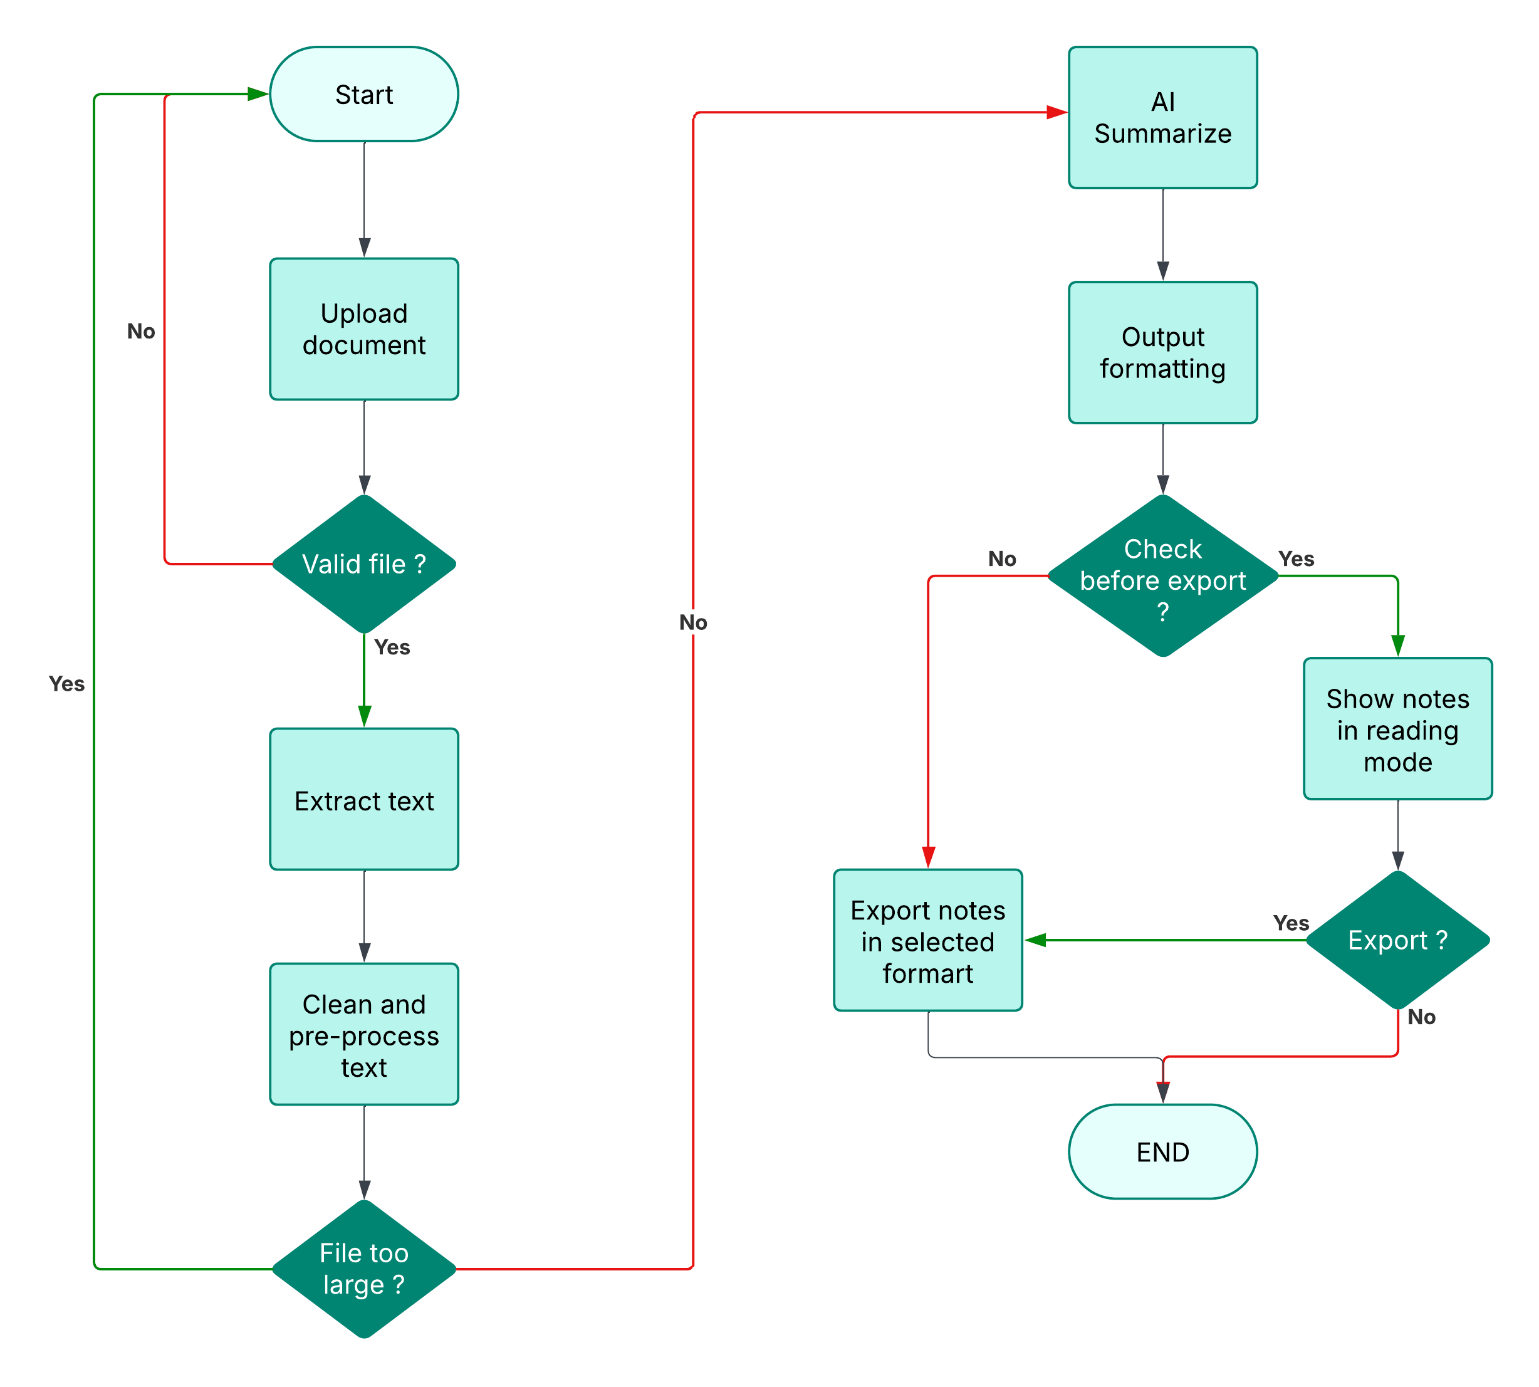 Start
Upload
document
No
Valid file ?
Yes
Yes
Extract text
Clean and
pre-process
text
File too
large ?
No
AI
Summarize
Output
formatting
Check
before export
?
No
Yes
Show notes
in reading
mode
Export notes
in selected
formart
Yes
Export ?
No
END